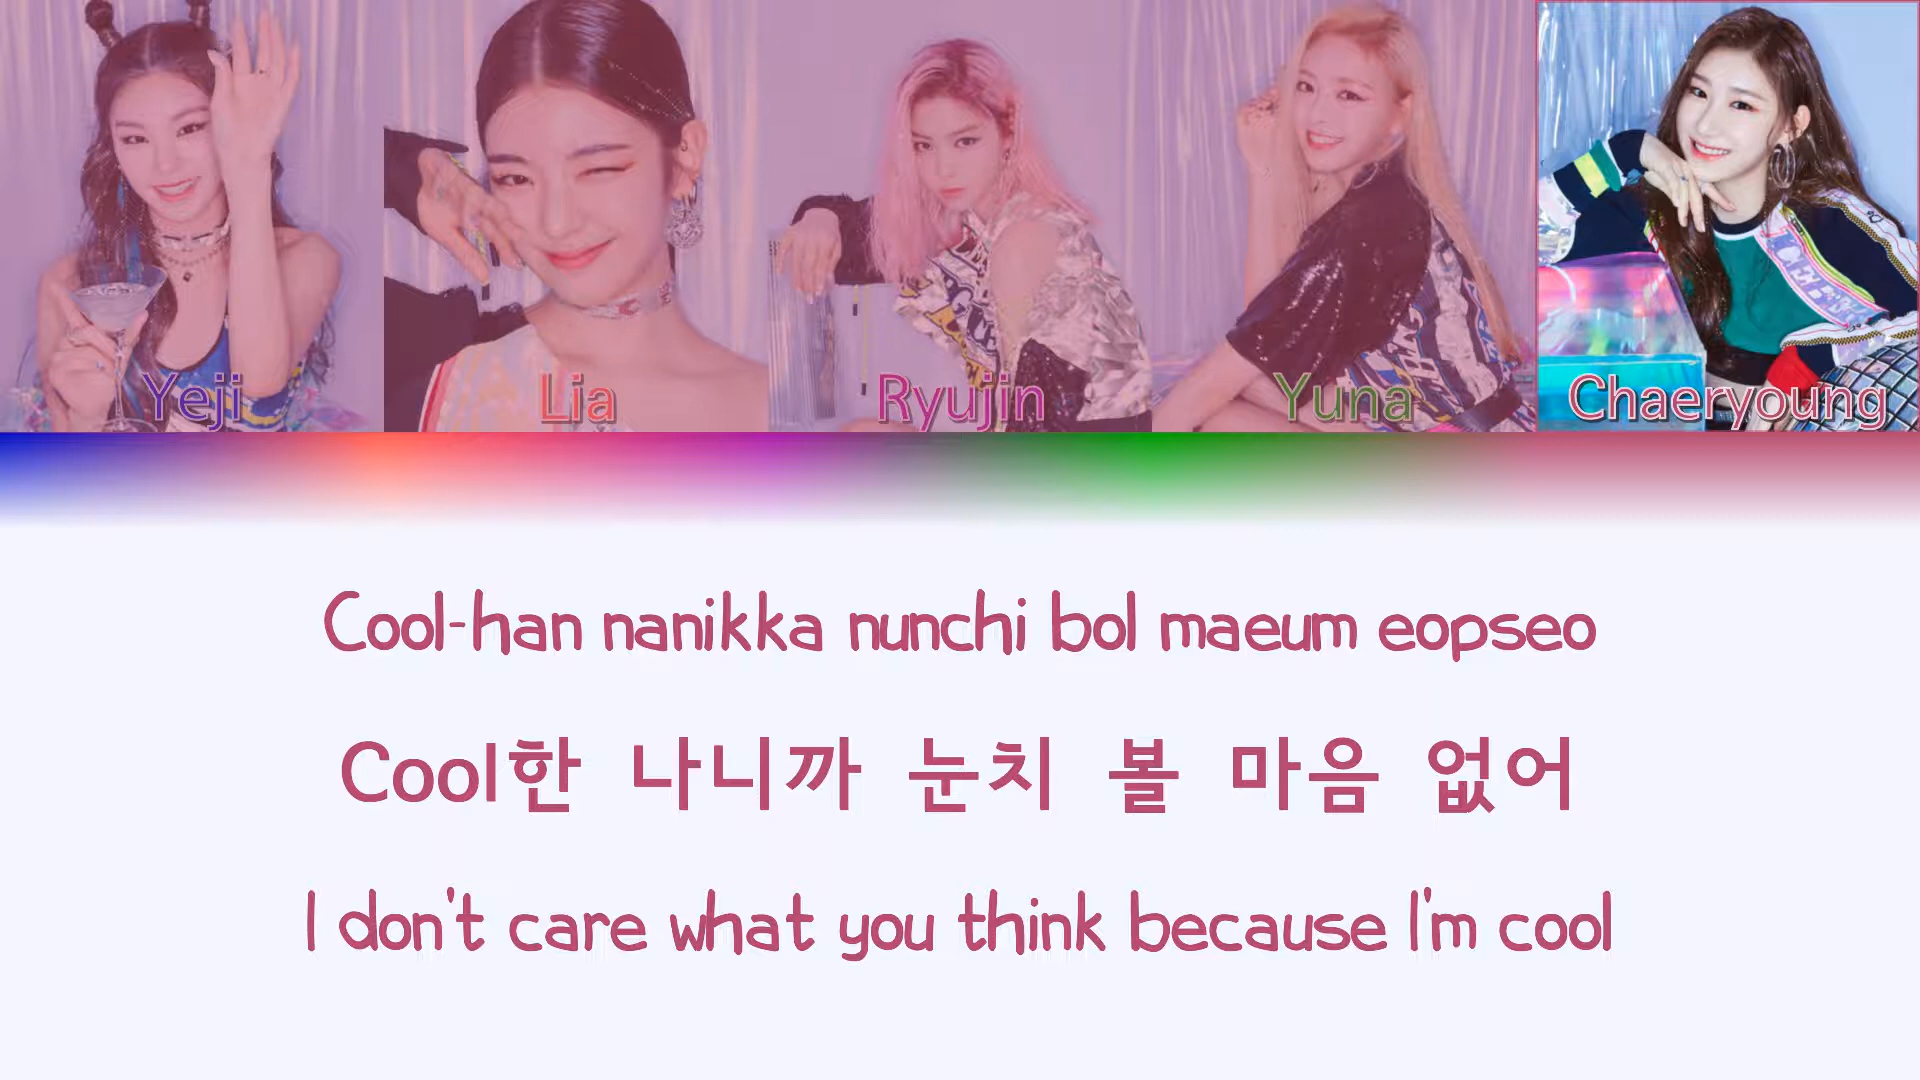 Yeji
Lia
Ryujin
Yuna
Chaeryoung
Cool-han nanikka nunchi bol maeum eopseo
Cool한 나니까 눈치 볼 마음 없어
I don't care what you think because I'm cool